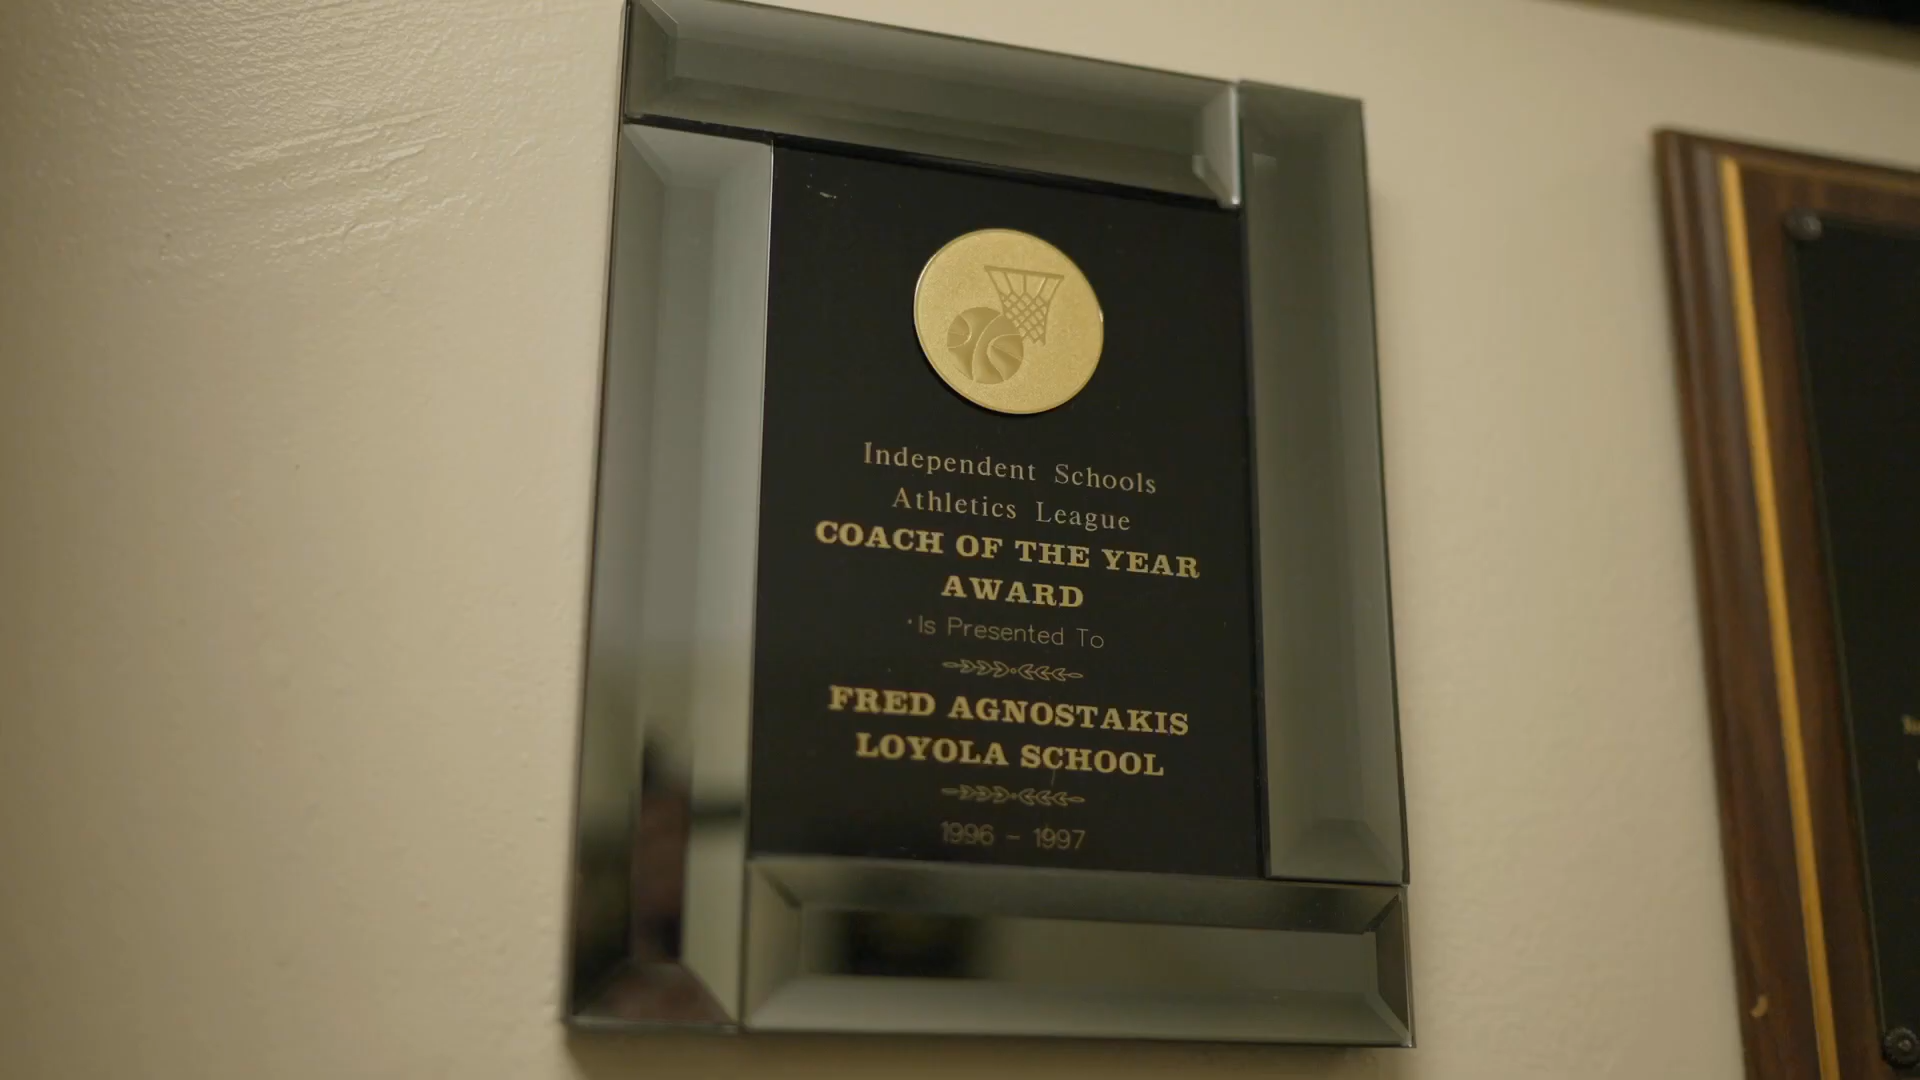 Independent Schools
Athletics League
COACH OF THE YEAR
AWARD
Is Presented To
FRED AGNOSTAKIS
LOYOLA SCHOOL
1996 - 1997